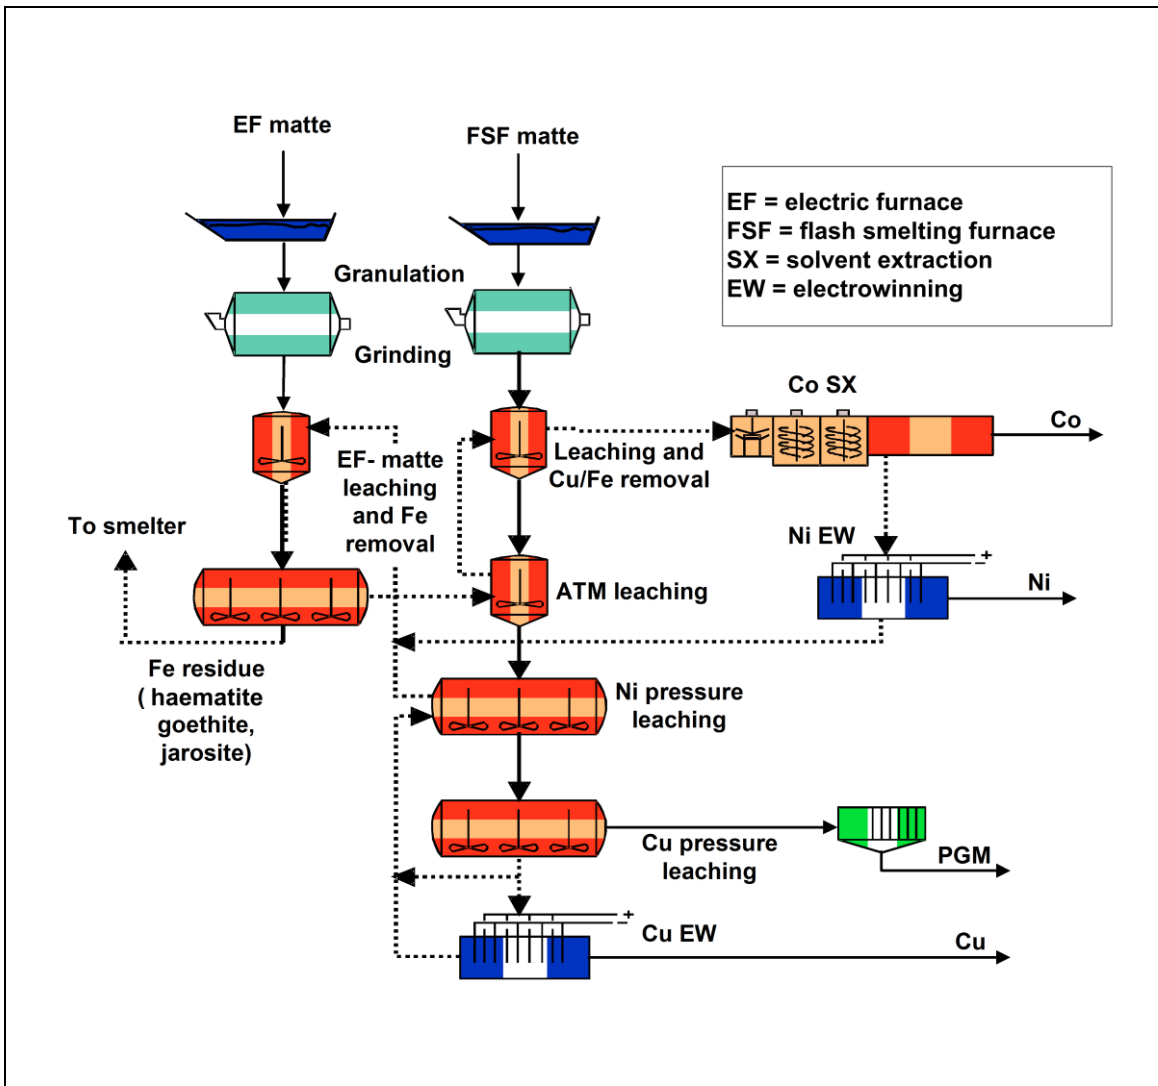 EF matte
FSF matte
EF = electric furnace
FSF = flash smelting furnace
SX = solvent extraction
EW = electrowinning
Granulation
Grinding
Co SX
Co
EF- matte
leaching
and Fe
removal
Leaching and
Cu/Fe removal
To smelter
Ni EW
+
–
Ni
ATM leaching
Fe residue
( haematite
goethite,
jarosite)
Ni pressure
leaching
Cu pressure
leaching
PGM
+
–
Cu EW
Cu